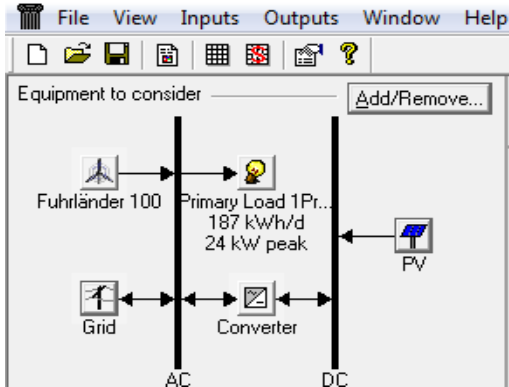 File View Inputs Outputs Window Help
Equipment to consider Add/Remove...
Fuhrländer 100 Primary Load 1Pr...
187 kWh/d
24 kW peak
PV
Grid Converter
AC DC